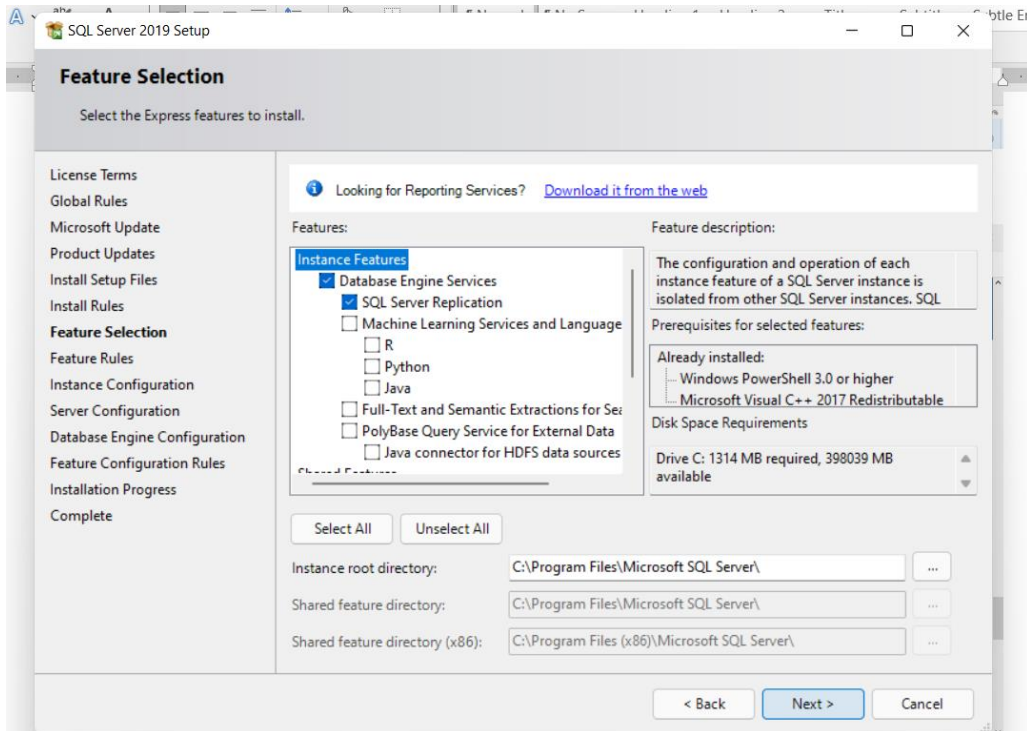 SQL Server 2019 Setup
Feature Selection
Select the Express features to install.
License Terms
Global Rules
Microsoft Update
Product Updates
Install Setup Files
Install Rules
Feature Selection
Feature Rules
Instance Configuration
Server Configuration
Database Engine Configuration
Feature Configuration Rules
Installation Progress
Complete
Looking for Reporting Services? Download it from the web
Features:
Instance Features
Database Engine Services
SQL Server Replication
Machine Learning Services and Language
R
Python
Java
Full-Text and Semantic Extractions for Sea
PolyBase Query Service for External Data
Java connector for HDFS data sources
Shared Features
Feature description:
The configuration and operation of each
instance feature of a SQL Server instance is
isolated from other SQL Server instances. SQL
Prerequisites for selected features:
Already installed:
Windows PowerShell 3.0 or higher
Microsoft Visual C++ 2017 Redistributable
Disk Space Requirements
Drive C: 1314 MB required, 398039 MB
available
Select All Unselect All
Instance root directory: C:\Program Files\Microsoft SQL Server\ ...
Shared feature directory: C:\Program Files\Microsoft SQL Server\ ...
Shared feature directory (x86): C:\Program Files (x86)\Microsoft SQL Server\ ...
< Back Next > Cancel